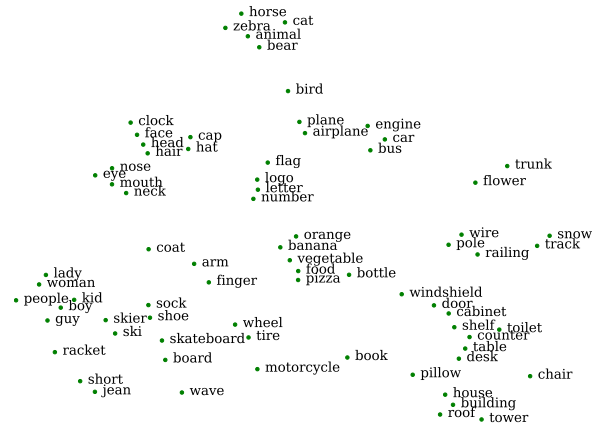 horse
cat
zebra
animal
bear
bird
clock
plane
engine
face
airplane
cap
car
head
hat
bus
hair
flag
nose
trunk
eye
logo
mouth
flower
letter
neck
number
wire
snow
orange
pole
track
banana
coat
railing
vegetable
arm
food
lady
bottle
pizza
woman
finger
windshield
people
kid
sock
door
boy
cabinet
guy
skier
shoe
wheel
shelf
toilet
ski
tire
counter
skateboard
table
racket
book
desk
board
motorcycle
pillow
chair
short
jean
wave
house
building
roof
tower